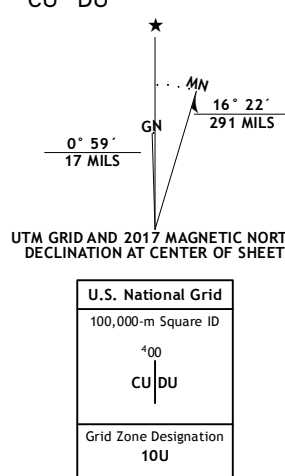 CU DU
★
MN
GN
16° 22´
291 MILS
0° 59´
17 MILS
UTM GRID AND 2017 MAGNETIC NORT
DECLINATION AT CENTER OF SHEET
U.S. National Grid
100,000-m Square ID
⁴00
CU DU
Grid Zone Designation
10U